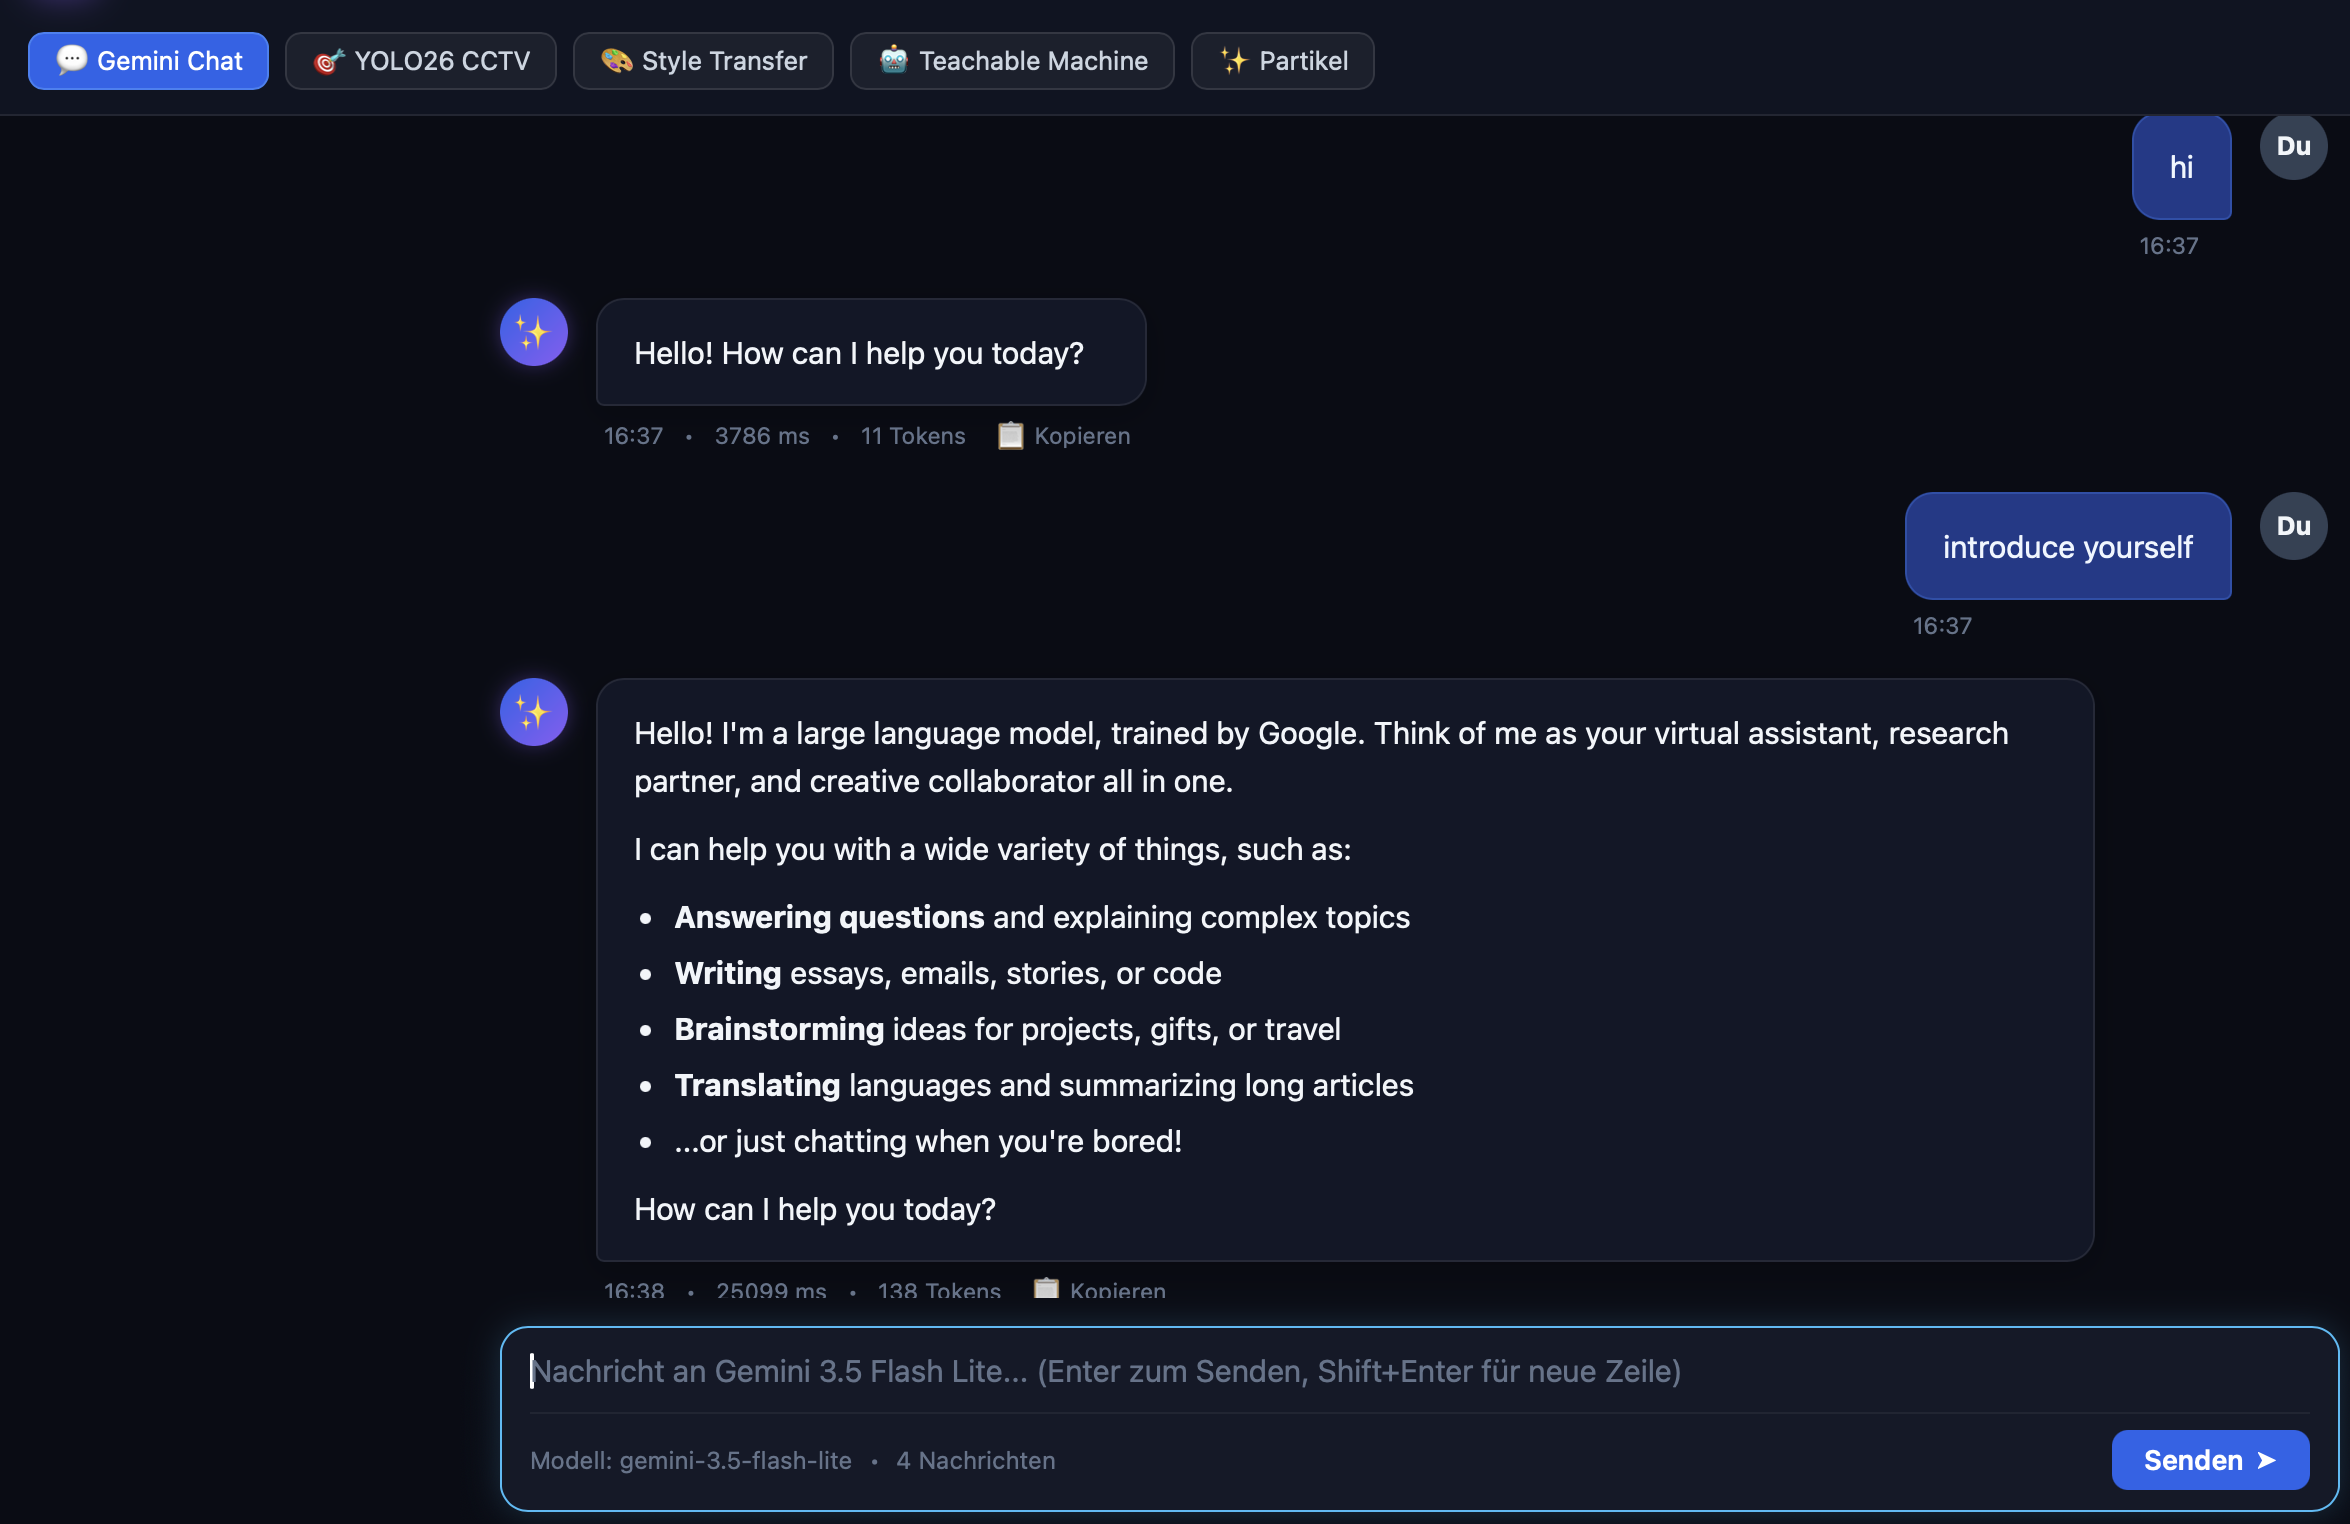 💬 Gemini Chat 🎯 YOLO26 CCTV 🎨 Style Transfer 🤖 Teachable Machine ✨ Partikel
hi
Du
16:37
Hello! How can I help you today?
16:37 • 3786 ms • 11 Tokens 📋 Kopieren
introduce yourself
Du
16:37
Hello! I'm a large language model, trained by Google. Think of me as your virtual assistant, research
partner, and creative collaborator all in one.
I can help you with a wide variety of things, such as:
• Answering questions and explaining complex topics
• Writing essays, emails, stories, or code
• Brainstorming ideas for projects, gifts, or travel
• Translating languages and summarizing long articles
• ...or just chatting when you're bored!
How can I help you today?
16:38 • 25099 ms • 138 Tokens 📋 Kopieren
Nachricht an Gemini 3.5 Flash Lite... (Enter zum Senden, Shift+Enter für neue Zeile)
Modell: gemini-3.5-flash-lite • 4 Nachrichten
Senden ➤